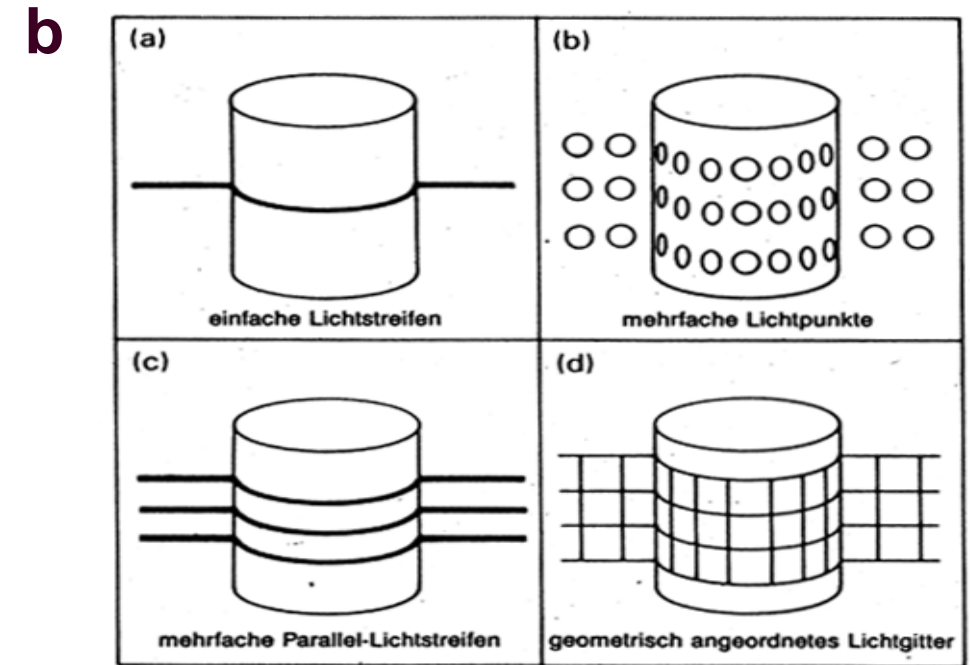 b
(a)
(b)
einfache Lichtstreifen
mehrfache Lichtpunkte
(c)
(d)
mehrfache Parallel-Lichtstreifen
geometrisch angeordnetes Lichtgitter